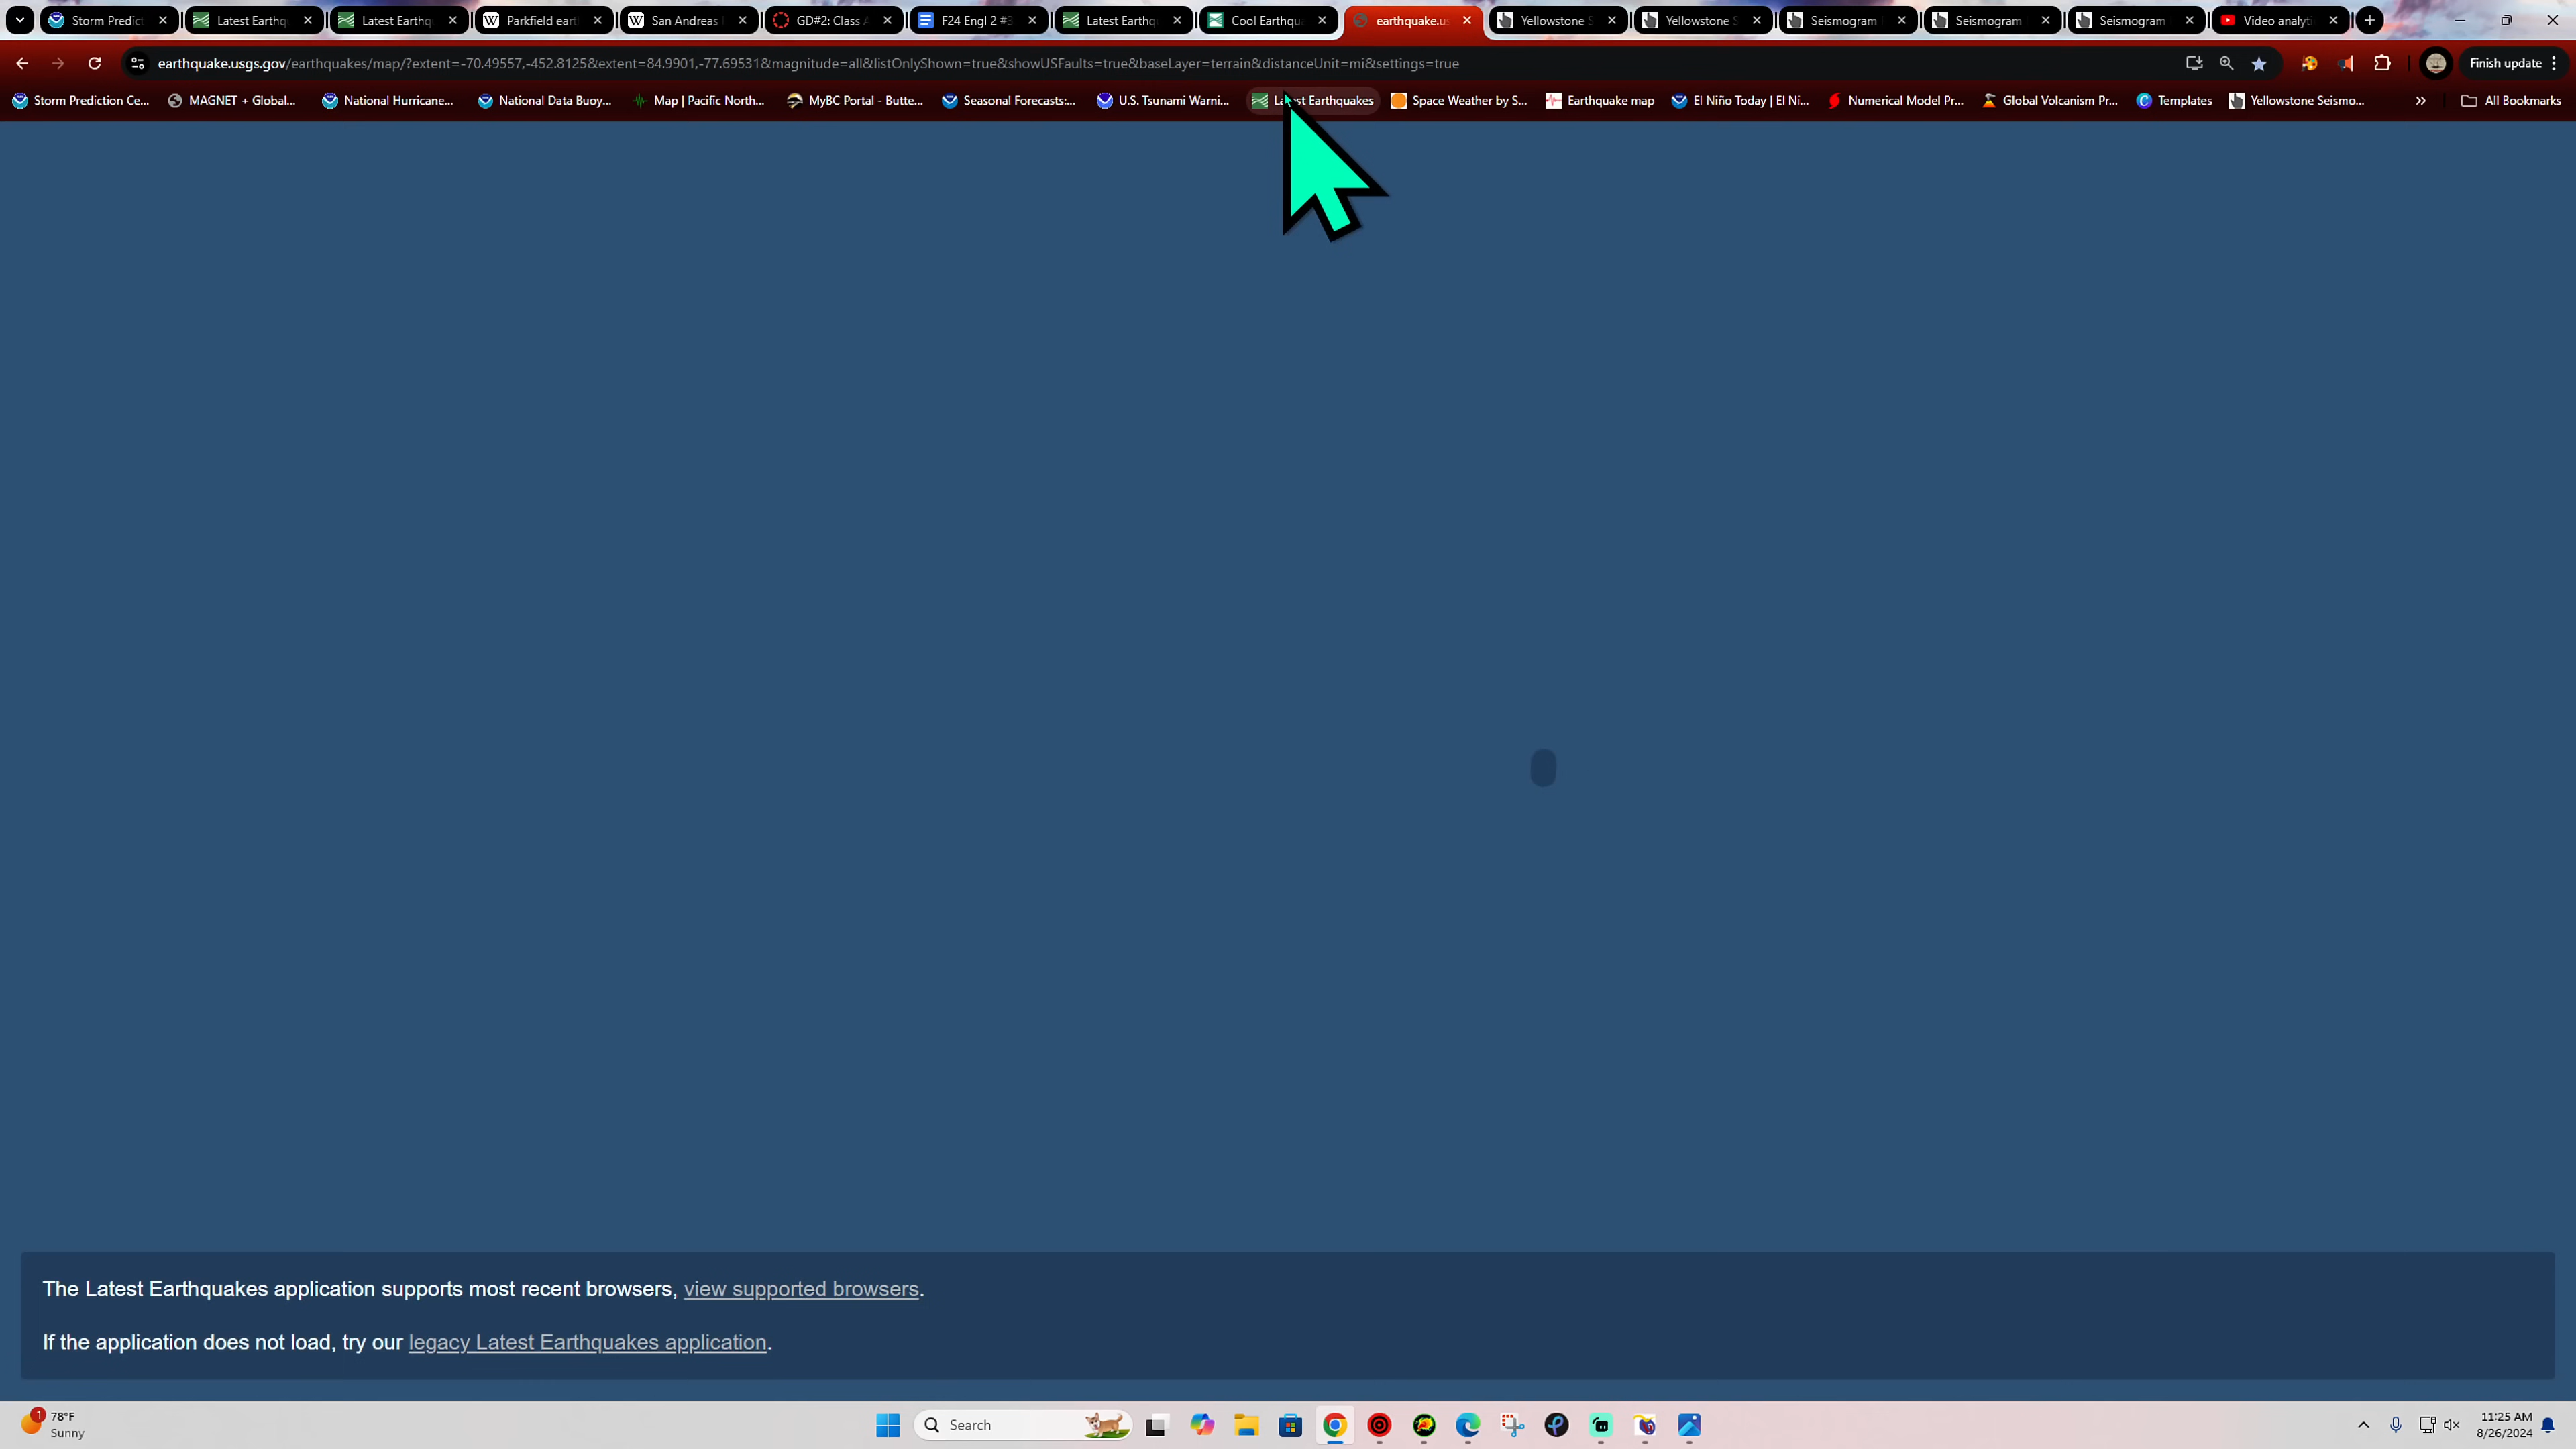 Storm Predict
Latest Earthq
Latest Earthq
Parkfield eart
San Andreas
GD#2: Class A
F24 Engl 2 #3
Latest Earthq
Cool Earthqu
earthquake.us
Yellowstone S
Yellowstone S
Seismogram
Seismogram
Seismogram
Video analyti
earthquake.usgs.gov/earthquakes/map/?extent=-70.49557,-452.8125&extent=84.9901,-77.69531&magnitude=all&listOnlyShown=true&showUSFaults=true&baseLayer=terrain&distanceUnit=mi&settings=true
Finish update
Storm Prediction Ce...
MAGNET + Global...
National Hurricane...
National Data Buoy...
Map | Pacific North...
MyBC Portal - Butte...
Seasonal Forecasts:...
U.S. Tsunami Warni...
Latest Earthquakes
Space Weather by S...
Earthquake map
El Niño Today | El Ni...
Numerical Model Pr...
Global Volcanism Pr...
Templates
Yellowstone Seismo...
All Bookmarks
The Latest Earthquakes application supports most recent browsers, view supported browsers.
If the application does not load, try our legacy Latest Earthquakes application.
1
78°F
Sunny
Search
11:25 AM
8/26/2024